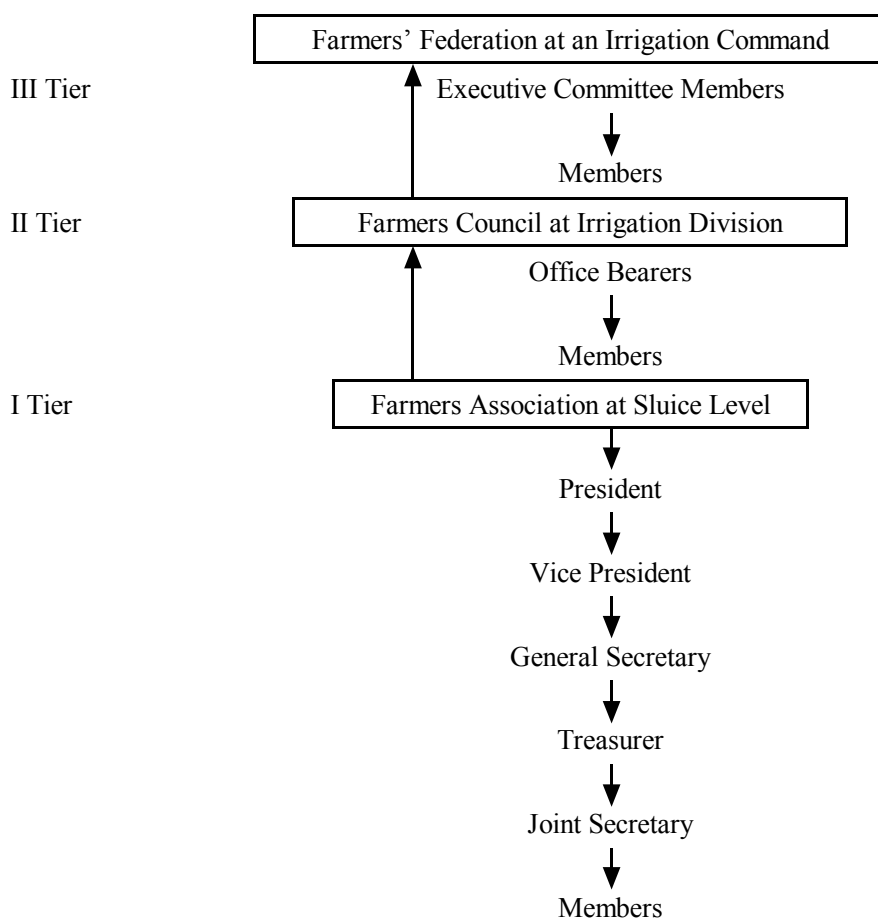 Farmers’ Federation at an Irrigation Command
III Tier Executive Committee Members
Members
II Tier Farmers Council at Irrigation Division
Office Bearers
Members
I Tier Farmers Association at Sluice Level
President
Vice President
General Secretary
Treasurer
Joint Secretary
Members